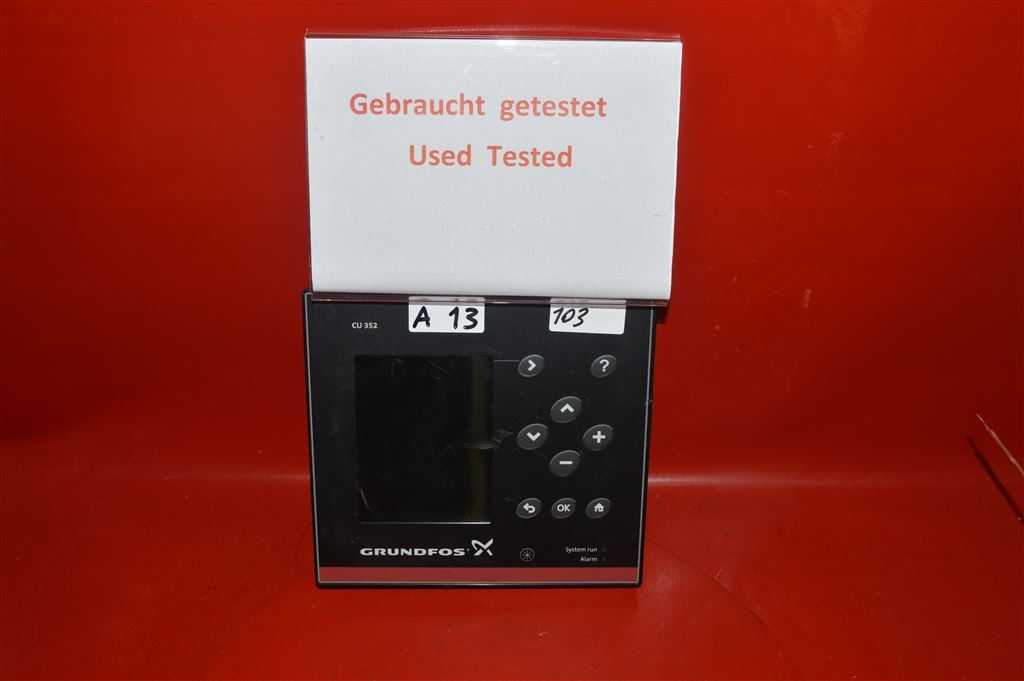 Gebraucht getestet
Used Tested
CU 352
A 13
103
?
OK
GRUNDFOS
System run
Alarm